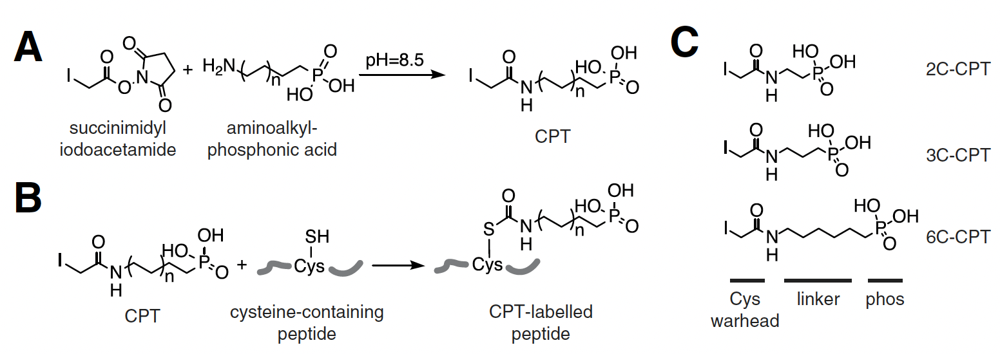 A
O
O
I
O
N
O
+
H2N
n
O
P
HO
OH
pH=8.5
O
I
N
H
n
HO
OH
P
O
succinimidyl
iodoacetamide
aminoalkyl-
phosphonic acid
CPT
B
O
I
N
H
n
HO
OH
P
O
+
SH
Cys
O
S
N
H
n
HO
OH
P
O
Cys
CPT
cysteine-containing
peptide
CPT-labelled
peptide
C
O
I
N
H
HO
OH
P
O
2C-CPT
O
I
N
H
HO
OH
P
O
3C-CPT
O
I
N
H
HO
OH
P
O
6C-CPT
Cys
warhead
linker
phos